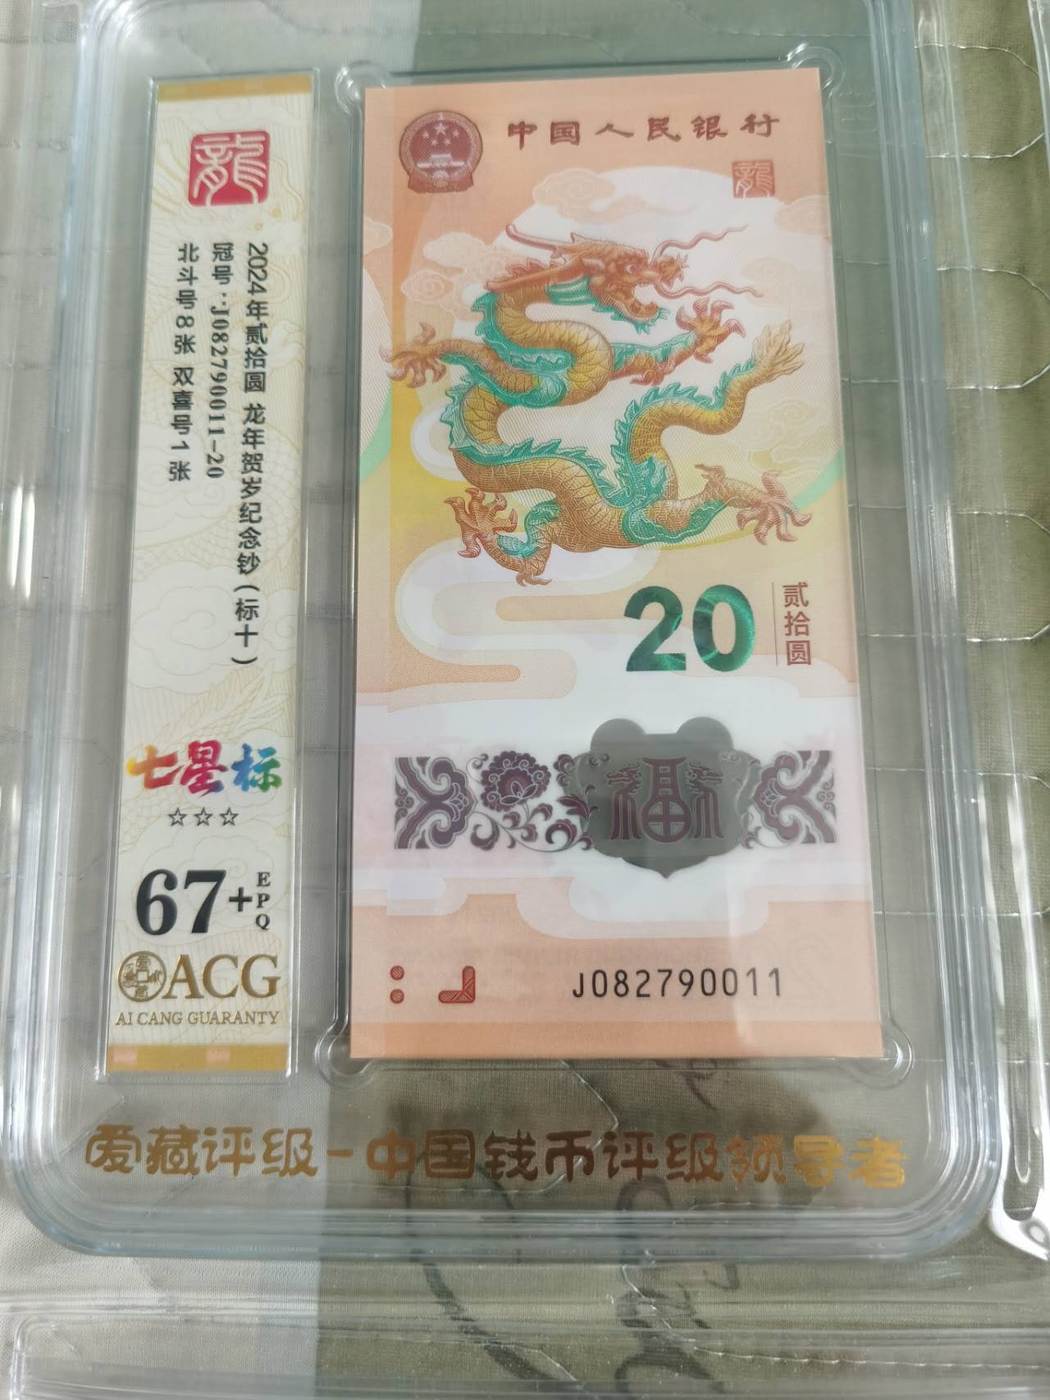 龍
2024年贰拾圆 龙年贺岁纪念钞(标十)
冠号:J082790011-20
北斗号8张 双喜号1张
七星标
☆☆☆
67+
EPQ
ACG
AI CANG GUARANTY
中国人民银行
龍
20
贰拾圆
福
J082790011
爱藏评级-中国钱币评级领导者